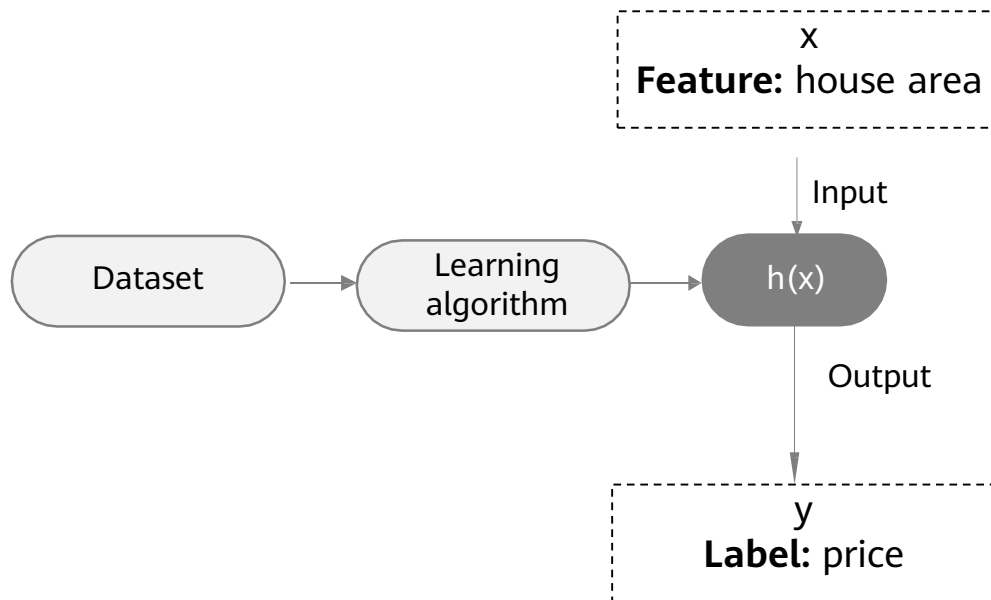 x
Feature: house area
Input
Dataset
Learning
algorithm
h(x)
Output
y
Label: price